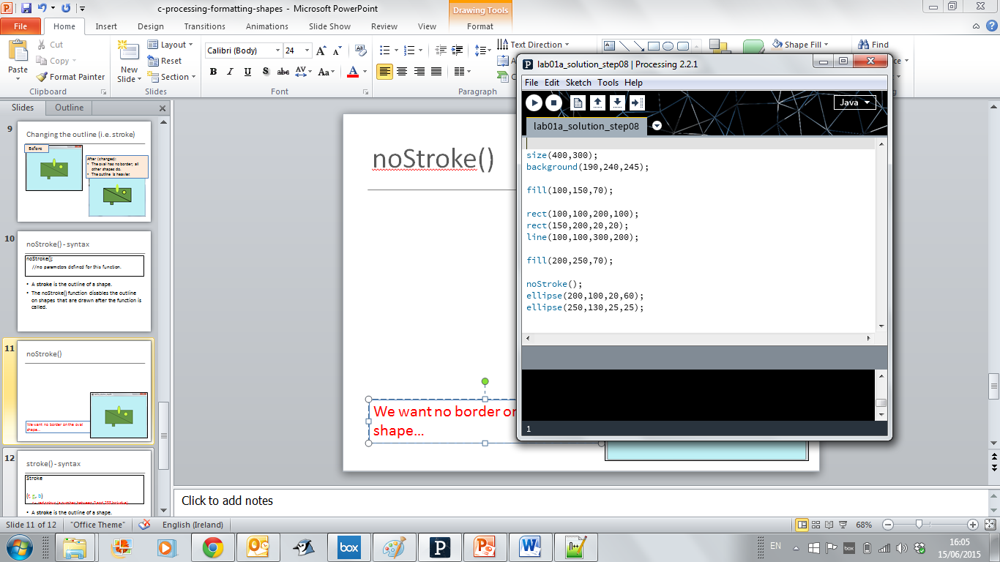 c-processing-formatting-shapes - Microsoft PowerPoint
Drawing Tools
File Home Insert Design Transitions Animations Slide Show Review View Format
Paste
Cut
Copy
Format Painter
Clipboard
New Slide
Layout
Reset
Section
Slides
Calibri (Body) 24
B I U S abc AV Aa A
Font
Text Direction
Paragraph
Shape Fill
Find
Slides Outline
9
Changing the outline (i.e. stroke)
Before
After (changes):
• The oval has no border; all
other shapes do.
• The outline is heavier.
10
noStroke() - syntax
noStroke();
//no parameters defined for this function.
• A stroke is the outline of a shape.
• The noStroke() function disables the outline
on shapes that are drawn after the function is
called.
11
noStroke()
We want no border on the oval
shape...
12
stroke() - syntax
Stroke
(r, g, b)
• A stroke is the outline of a shape.
noStroke()
We want no border on
shape...
lab01a_solution_step08 | Processing 2.2.1
File Edit Sketch Tools Help
Java
lab01a_solution_step08
size(400,300);
background(190,240,245);
fill(100,150,70);
rect(100,100,200,100);
rect(150,200,20,20);
line(100,100,300,200);
fill(200,250,70);
noStroke();
ellipse(200,100,20,60);
ellipse(250,130,25,25);
1
Click to add notes
Slide 11 of 12 "Office Theme" English (Ireland) 68%
box
P
EN
box
16:05
15/06/2015